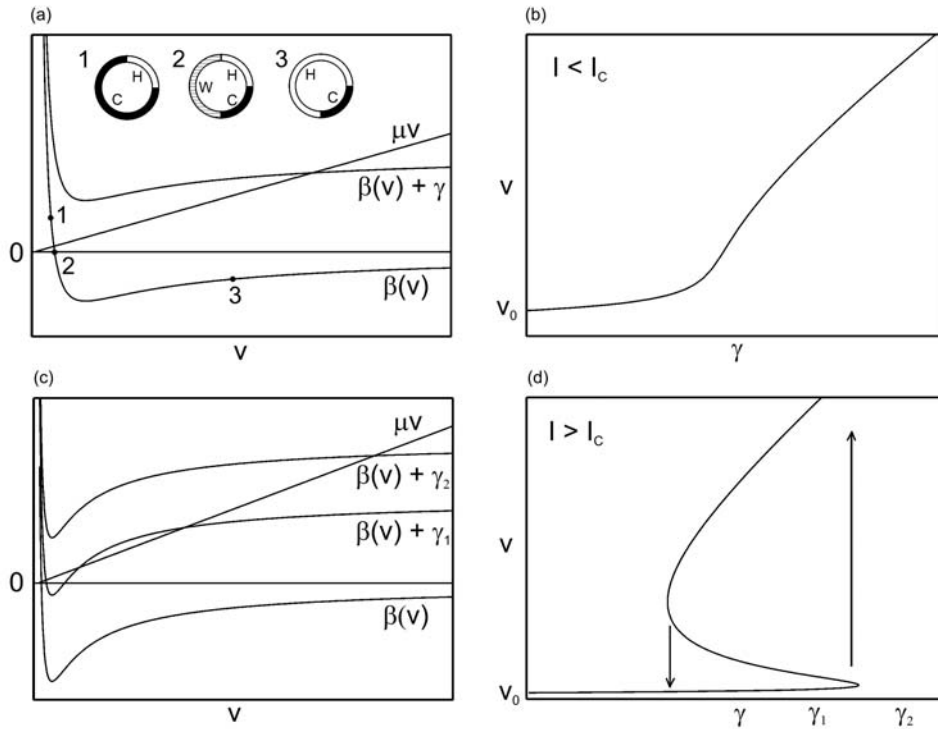 (a)
1 H C
2 H W C
3 H C
μv
β(v) + γ
1
0
2
3
β(v)
v
(b)
I < I_c
v
v₀
γ
(c)
μv
β(v) + γ₂
β(v) + γ₁
0
β(v)
v
(d)
I > I_c
v
v₀
γ γ₁ γ₂